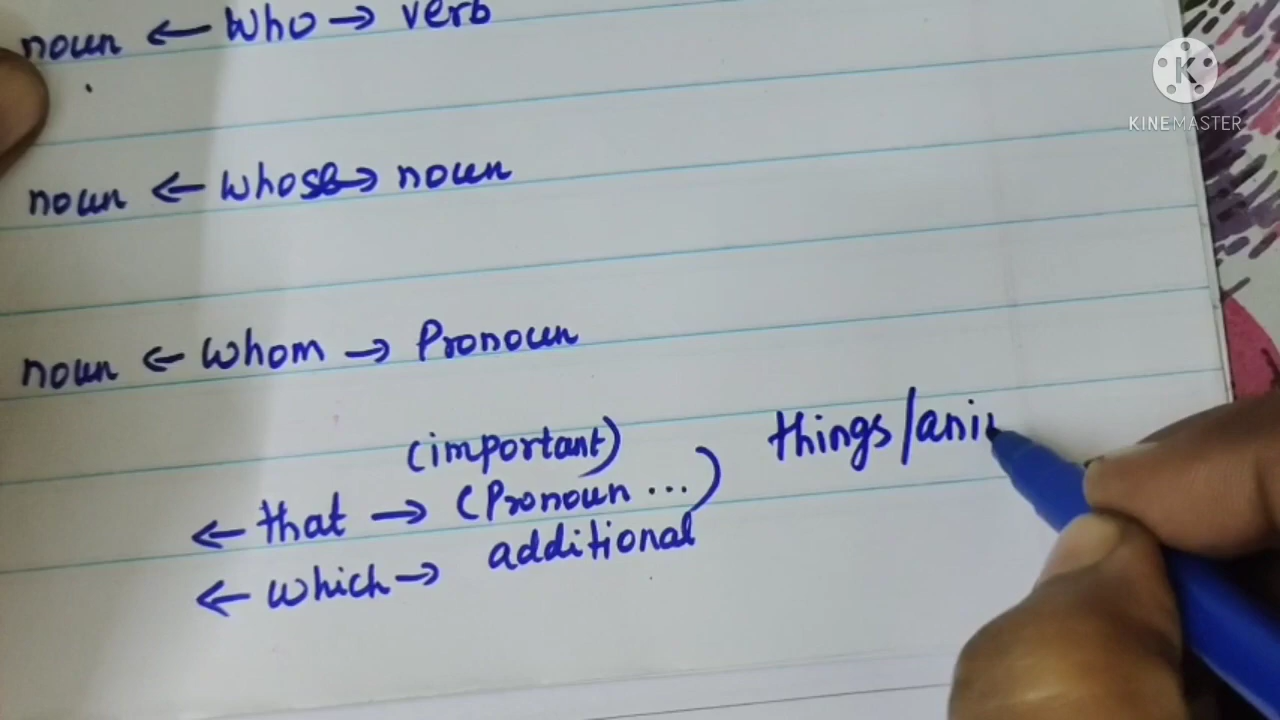 noun ← who → verb
K
KINEMASTER
noun ← whose → noun
noun ← whom → Pronoun
(important) things/ani
← that → (Pronoun ...)
← which → additional